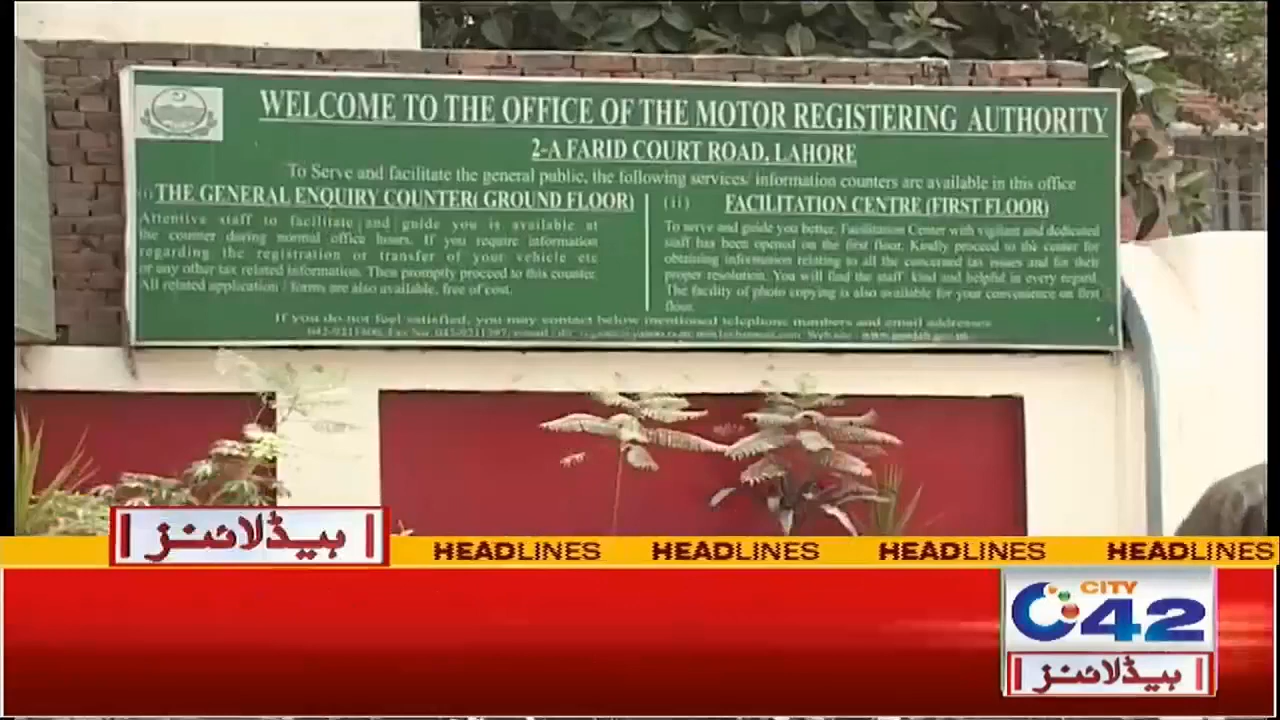 WELCOME TO THE OFFICE OF THE MOTOR REGISTERING AUTHORITY
2-A FARID COURT ROAD, LAHORE
To Serve and facilitate the general public, the following services/ information counters are available in this office
THE GENERAL ENQUIRY COUNTER( GROUND FLOOR)
Attentive staff to facilitate and guide you is available at
the counter during normal office hours. If you require information
regarding the registration or transfer of your vehicle etc
or any other tax related information. Then promptly proceed to this counter.
All related application / forms are also available, free of cost.
(ii) FACILITATION CENTRE (FIRST FLOOR)
To serve and guide you better, Facilitation Center with vigilant and dedicated
staff has been opened on the first floor. Kindly proceed to the center for
obtaining information relating to all the concerned tax issues and for their
proper resolution. You will find the staff kind and helpful in every regard.
The facility of photo copying is also available for your convenience on first
floor.
If you do not feel satisfied, you may contact below mentioned telephone numbers and email addresses
ہیڈلائنز
HEADLINES HEADLINES HEADLINES HEADLINES
CITY
42
ہیڈلائنز